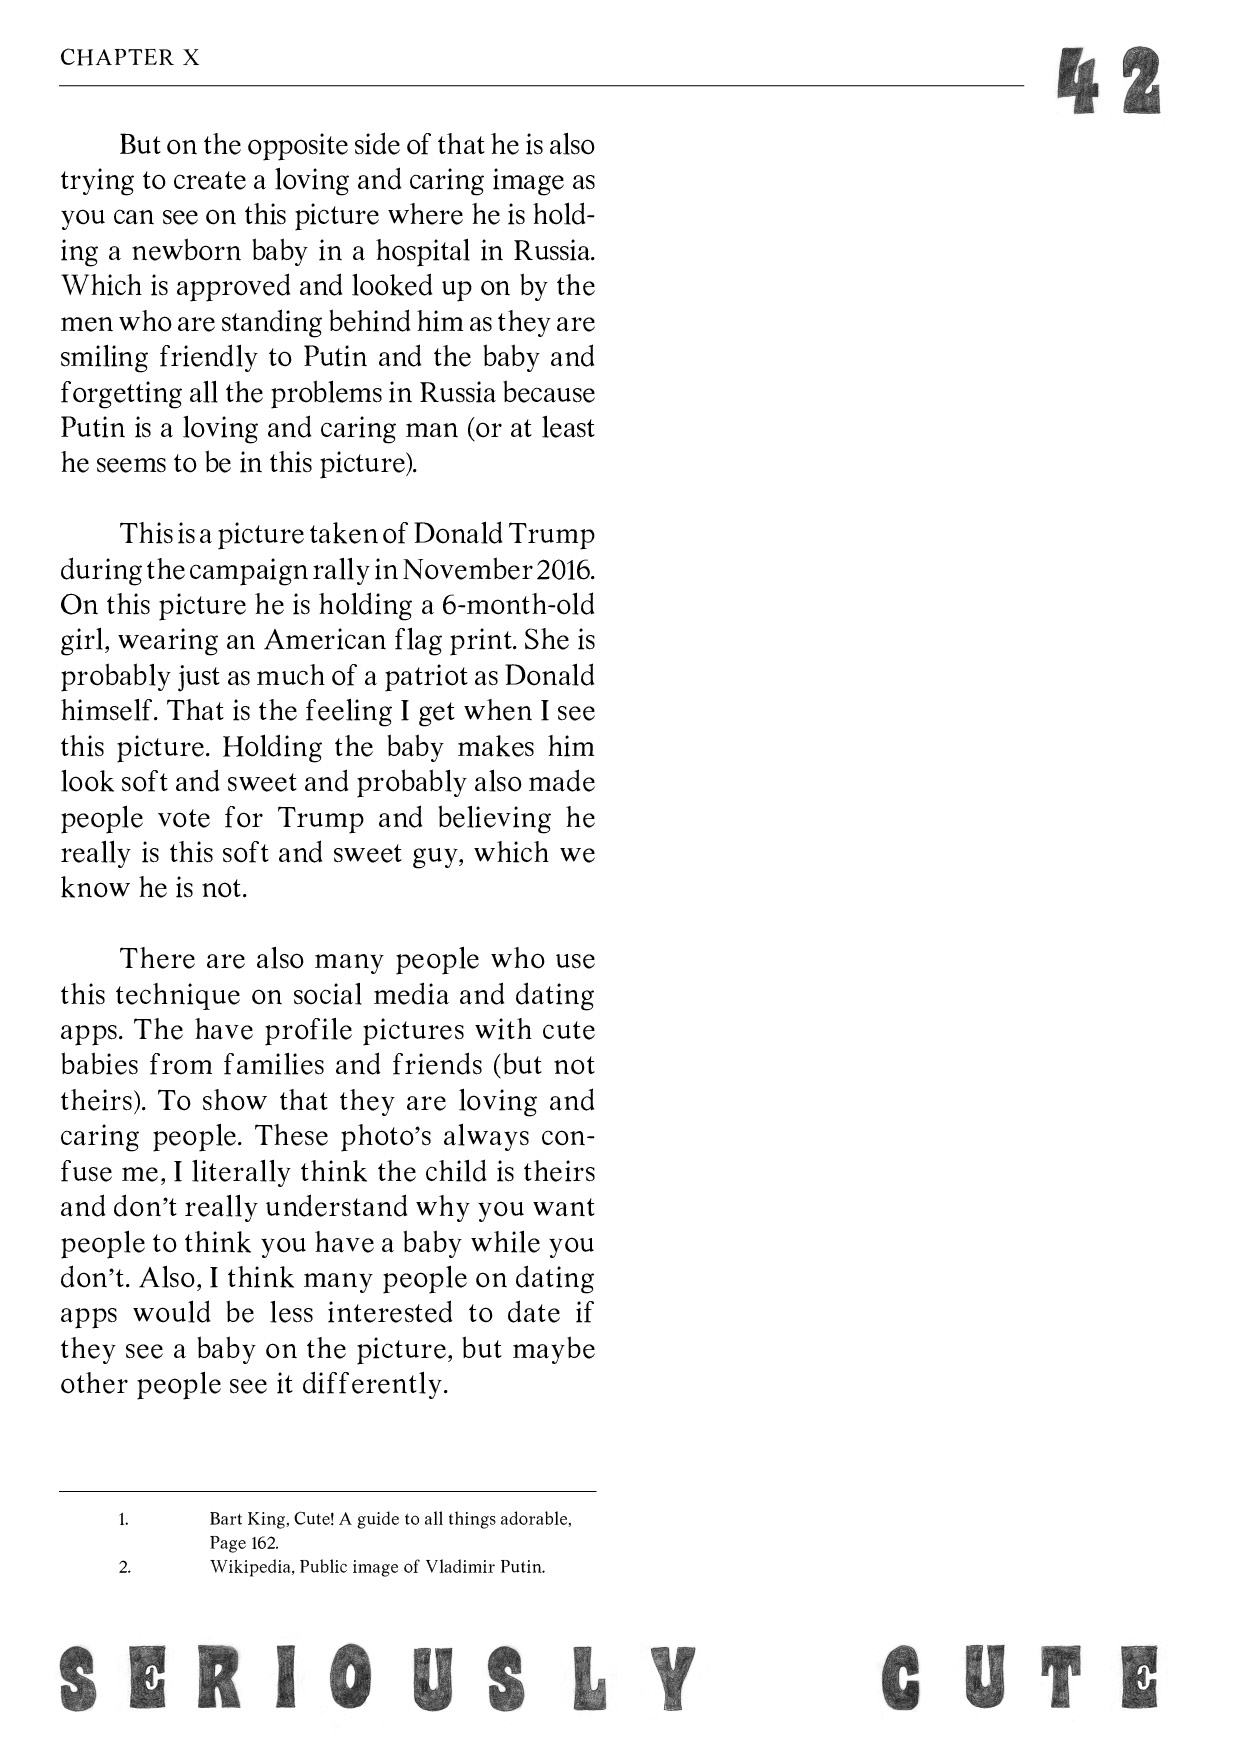 CHAPTER X
42
But on the opposite side of that he is also
trying to create a loving and caring image as
you can see on this picture where he is hold-
ing a newborn baby in a hospital in Russia.
Which is approved and looked up on by the
men who are standing behind him as they are
smiling friendly to Putin and the baby and
forgetting all the problems in Russia because
Putin is a loving and caring man (or at least
he seems to be in this picture).
This is a picture taken of Donald Trump
during the campaign rally in November 2016.
On this picture he is holding a 6-month-old
girl, wearing an American flag print. She is
probably just as much of a patriot as Donald
himself. That is the feeling I get when I see
this picture. Holding the baby makes him
look soft and sweet and probably also made
people vote for Trump and believing he
really is this soft and sweet guy, which we
know he is not.
There are also many people who use
this technique on social media and dating
apps. The have profile pictures with cute
babies from families and friends (but not
theirs). To show that they are loving and
caring people. These photo's always con-
fuse me, I literally think the child is theirs
and don't really understand why you want
people to think you have a baby while you
don't. Also, I think many people on dating
apps would be less interested to date if
they see a baby on the picture, but maybe
other people see it differently.
1. Bart King, Cute! A guide to all things adorable,
Page 162.
2. Wikipedia, Public image of Vladimir Putin.
SERIOUSLY CUTE